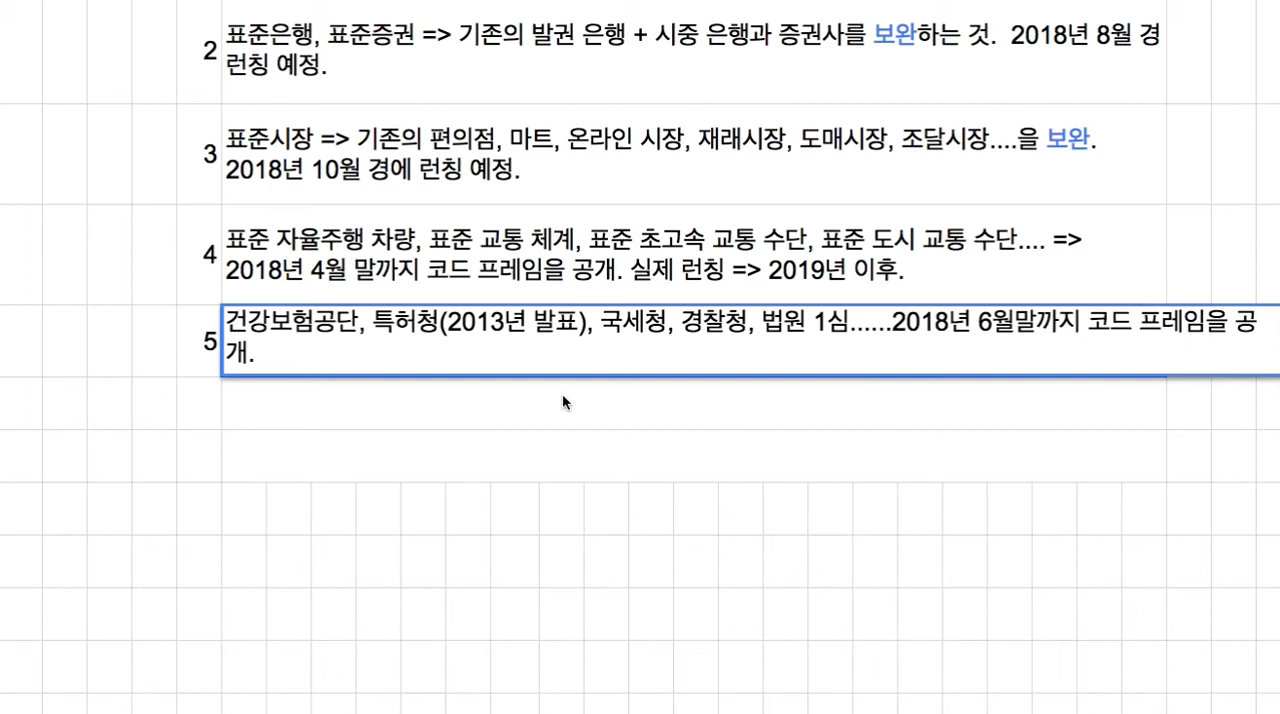 2 표준은행, 표준증권 => 기존의 발권 은행 + 시중 은행과 증권사를 보완하는 것.  2018년 8월 경
런칭 예정.
3 표준시장 => 기존의 편의점, 마트, 온라인 시장, 재래시장, 도매시장, 조달시장....을 보완.
2018년 10월 경에 런칭 예정.
4 표준 자율주행 차량, 표준 교통 체계, 표준 초고속 교통 수단, 표준 도시 교통 수단.... =>
2018년 4월 말까지 코드 프레임을 공개. 실제 런칭 => 2019년 이후.
5 건강보험공단, 특허청(2013년 발표), 국세청, 경찰청, 법원 1심......2018년 6월말까지 코드 프레임을 공
개.